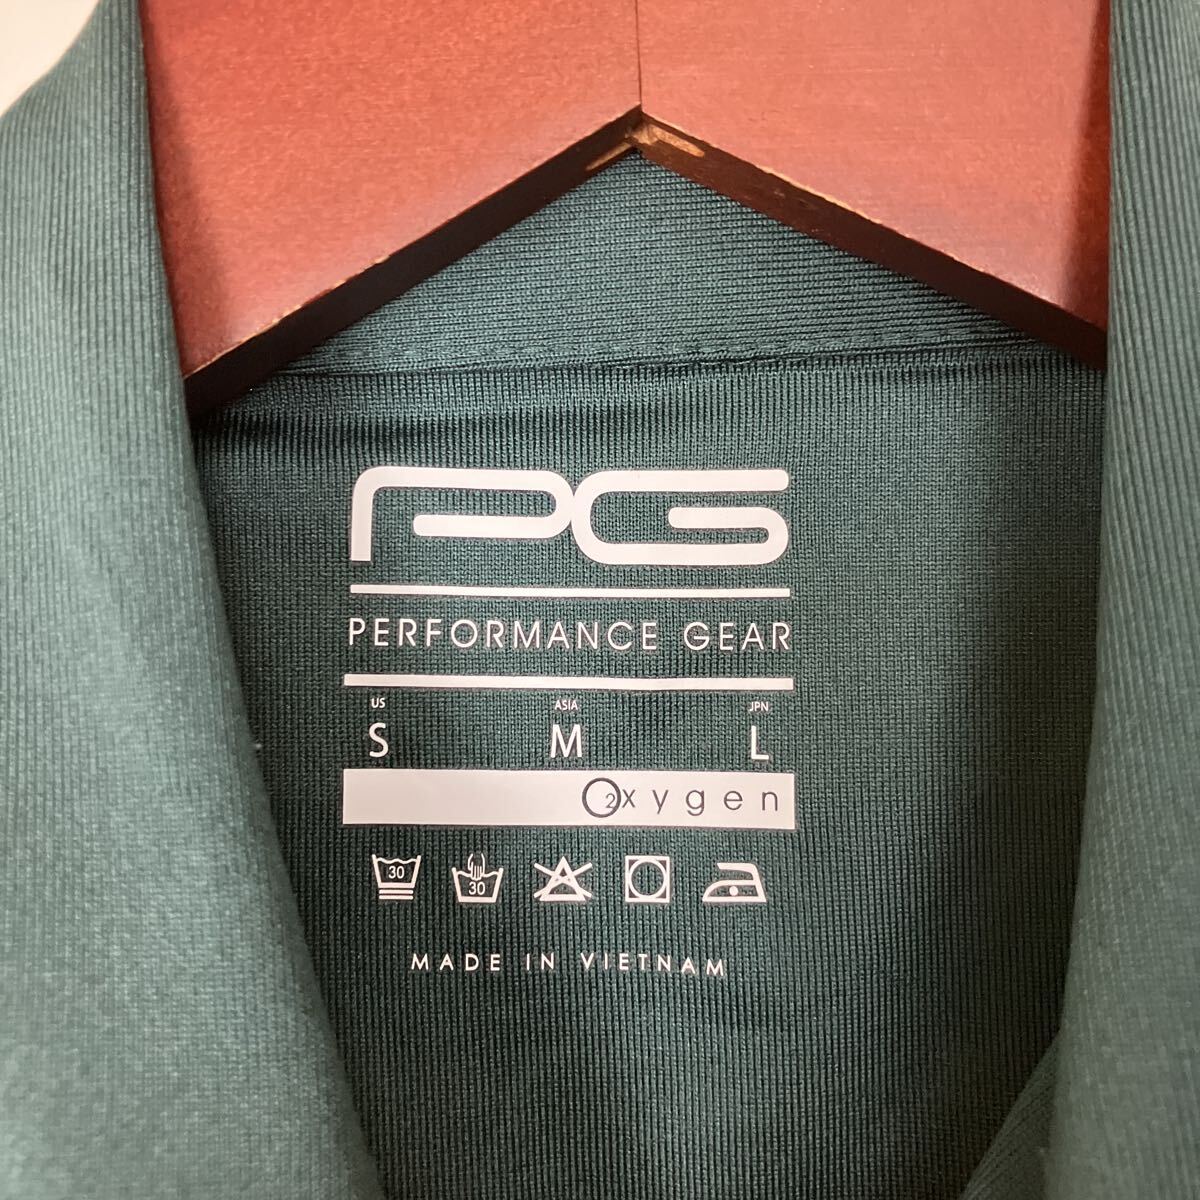 PG
PERFORMANCE GEAR
US ASIA JPN
S M L
O2xygen
30 30
MADE IN VIETNAM